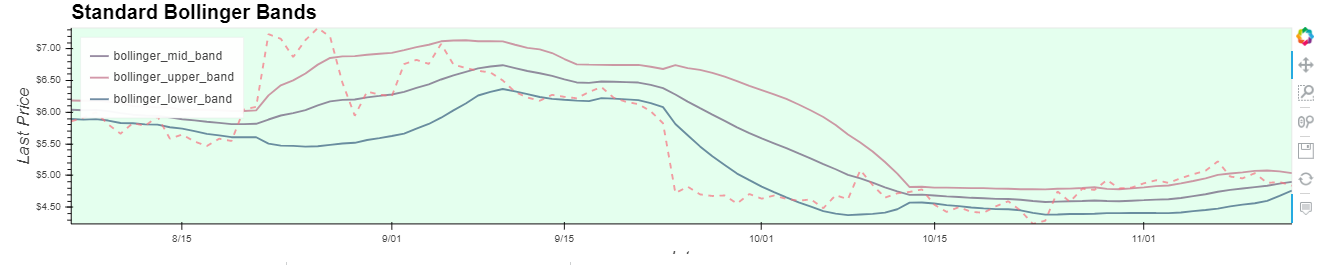 Standard Bollinger Bands
Last Price
$7.00
$6.50
$6.00
$5.50
$5.00
$4.50
bollinger_mid_band
bollinger_upper_band
bollinger_lower_band
8/15
9/01
9/15
10/01
10/15
11/01